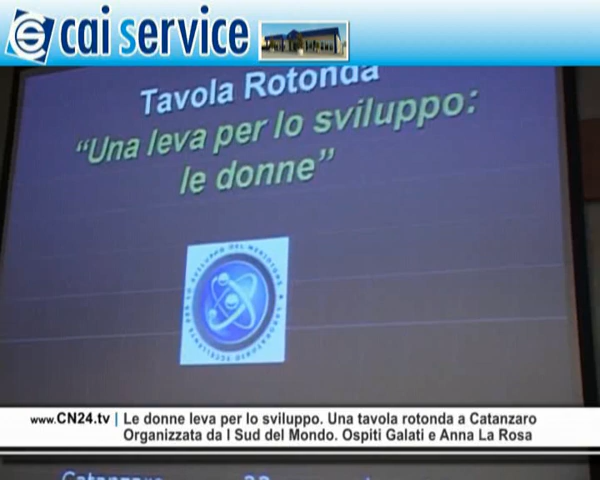 cai service
Tavola Rotonda
“Una leva per lo sviluppo:
le donne”
www.CN24.tv | Le donne leva per lo sviluppo. Una tavola rotonda a Catanzaro
Organizzata da I Sud del Mondo. Ospiti Galati e Anna La Rosa
Catanzaro